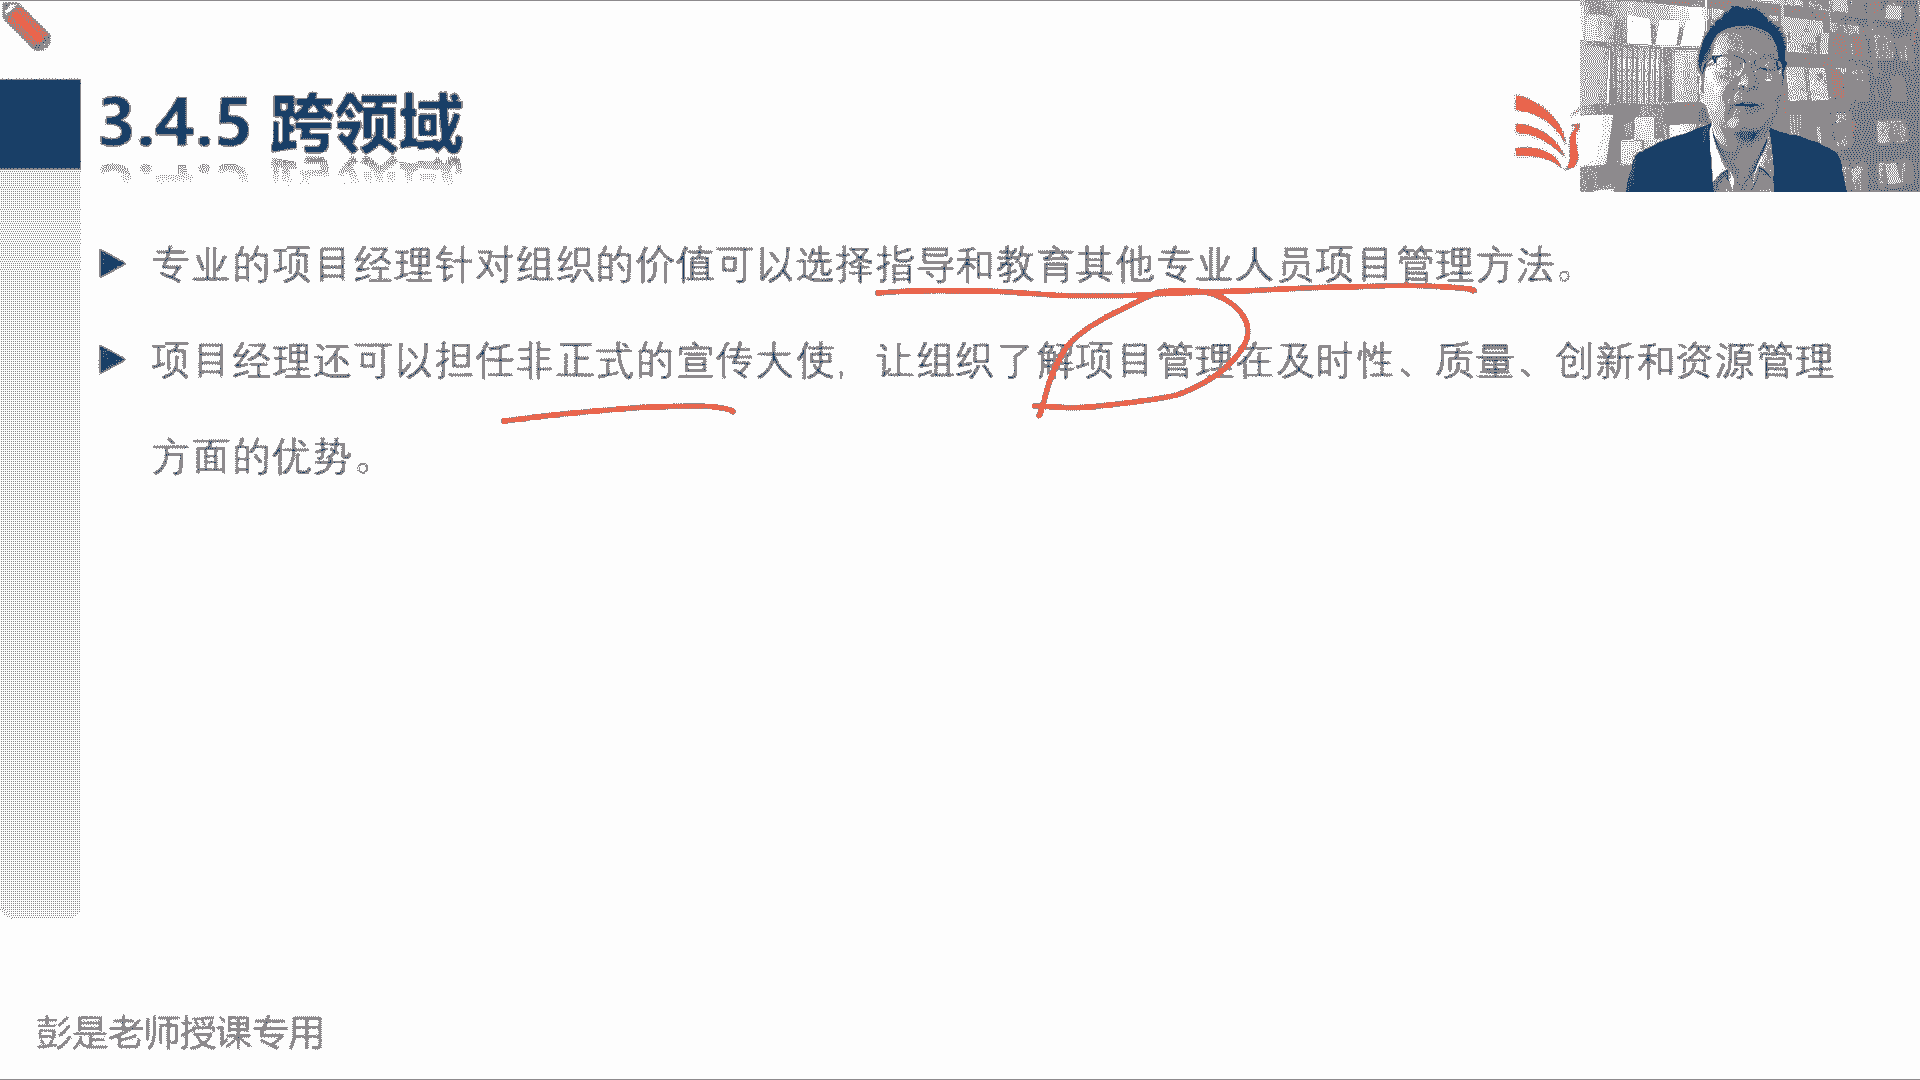 3.4.5 跨领域
专业的项目经理针对组织的价值可以选择指导和教育其他专业人员项目管理方法。
项目经理还可以担任非正式的宣传大使，让组织了解项目管理在及时性、质量、创新和资源管理
方面的优势。
彭是老师授课专用